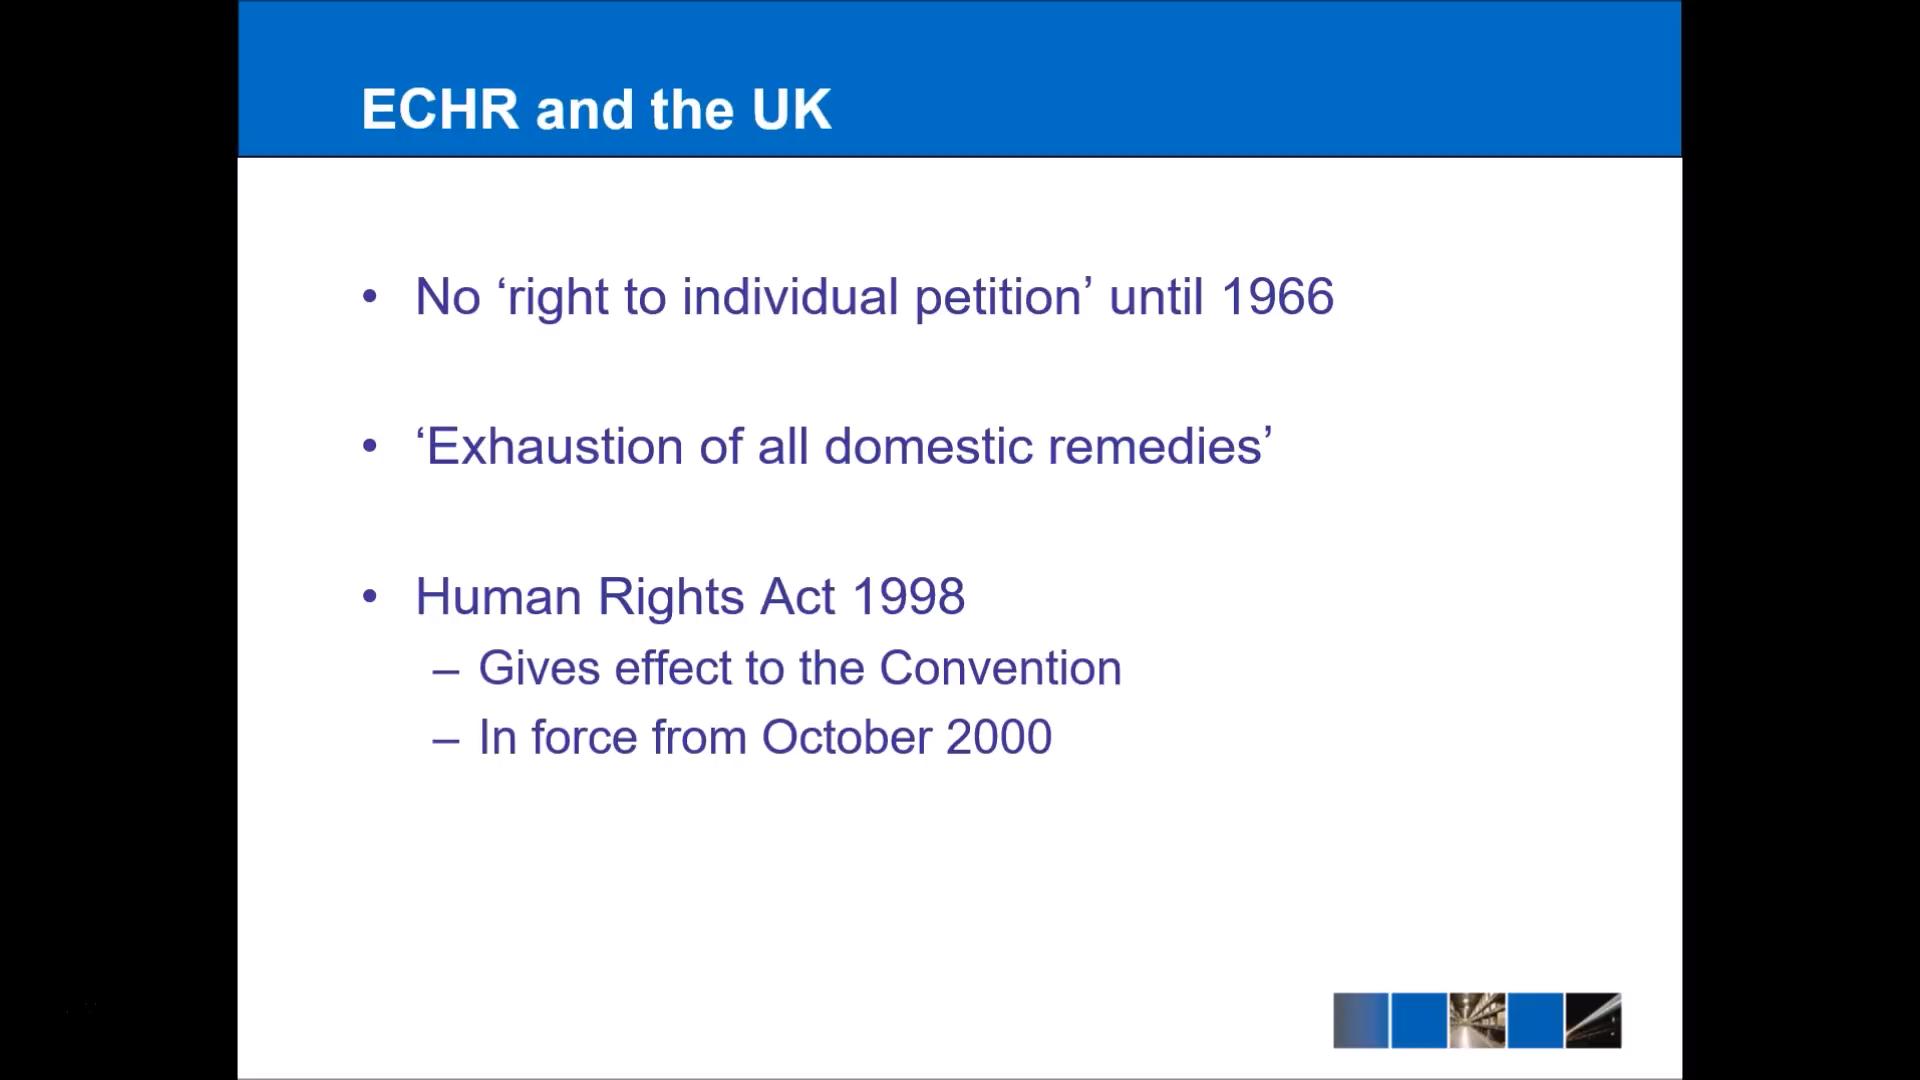 ECHR and the UK
• No ‘right to individual petition’ until 1966
• ‘Exhaustion of all domestic remedies’
• Human Rights Act 1998
– Gives effect to the Convention
– In force from October 2000